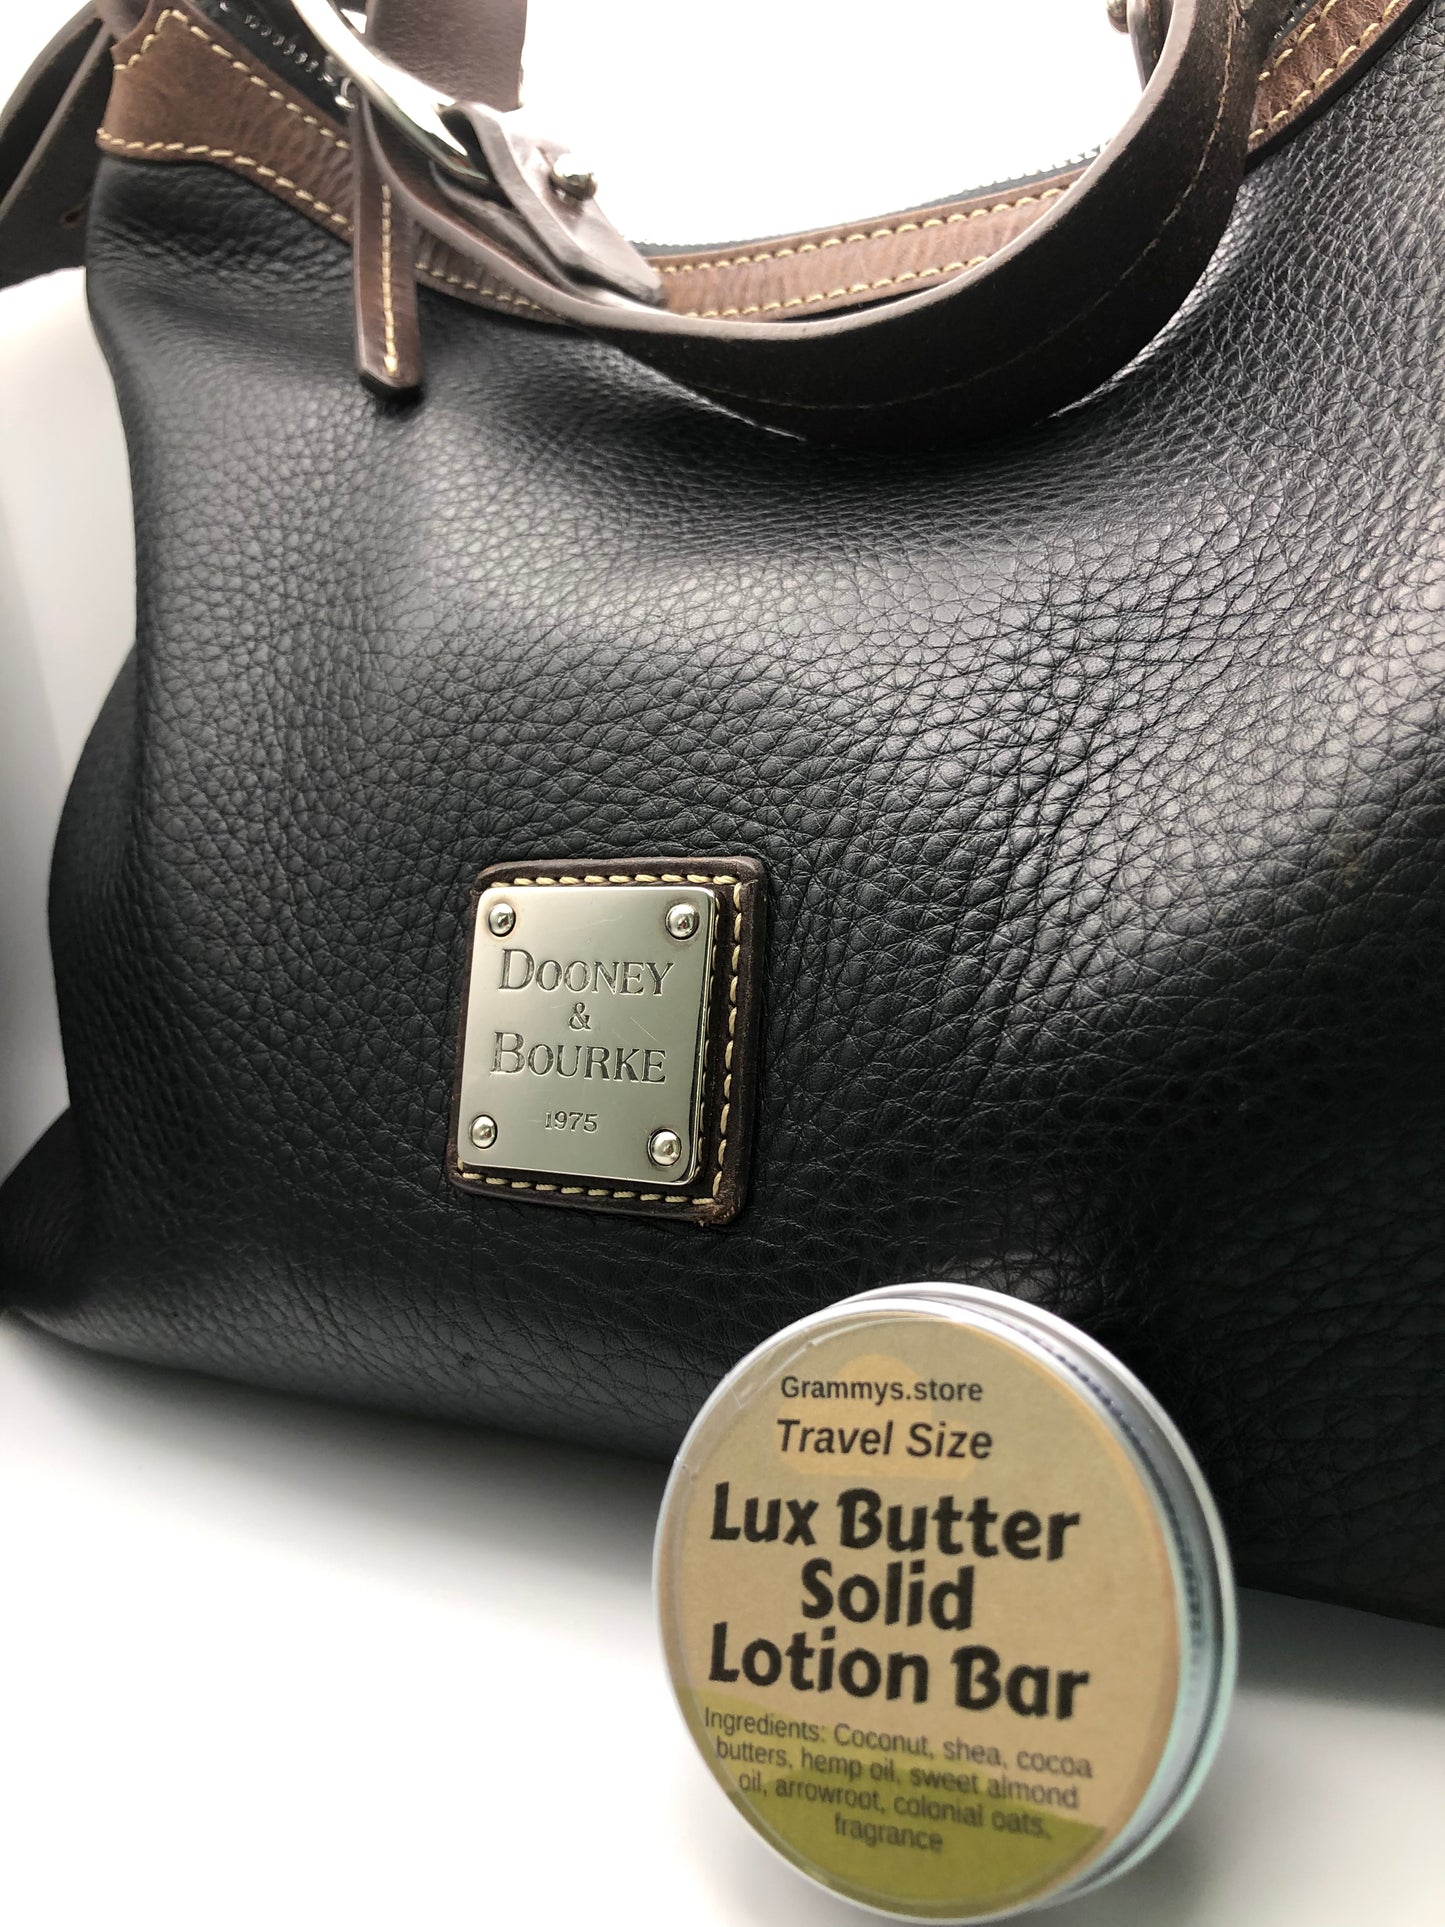 DOONEY
&
BOURKE
1975
Grammys.store
Travel Size
Lux Butter
Solid
Lotion Bar
Ingredients: Coconut, shea, cocoa
butters, hemp oil, sweet almond
oil, arrowroot, colonial oats,
fragrance